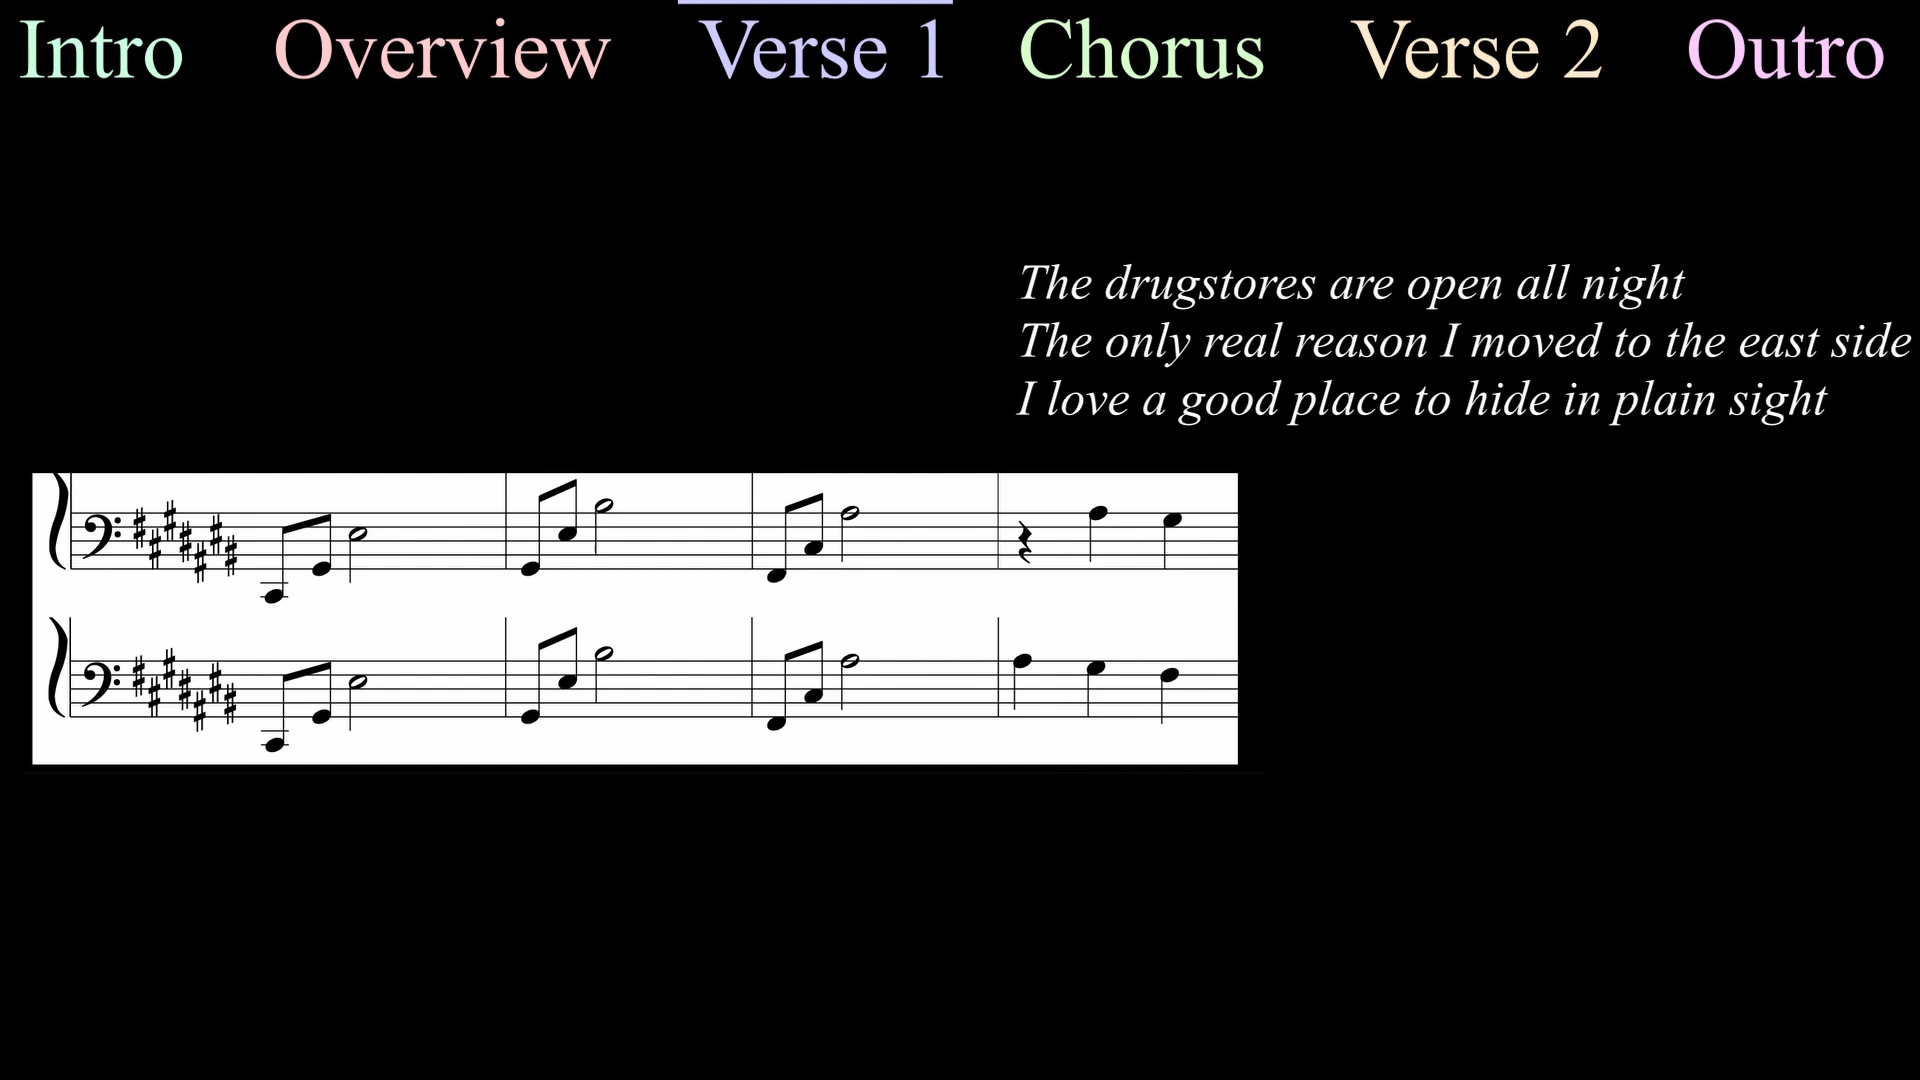 Intro Overview Verse 1 Chorus Verse 2 Outro
The drugstores are open all night
The only real reason I moved to the east side
I love a good place to hide in plain sight